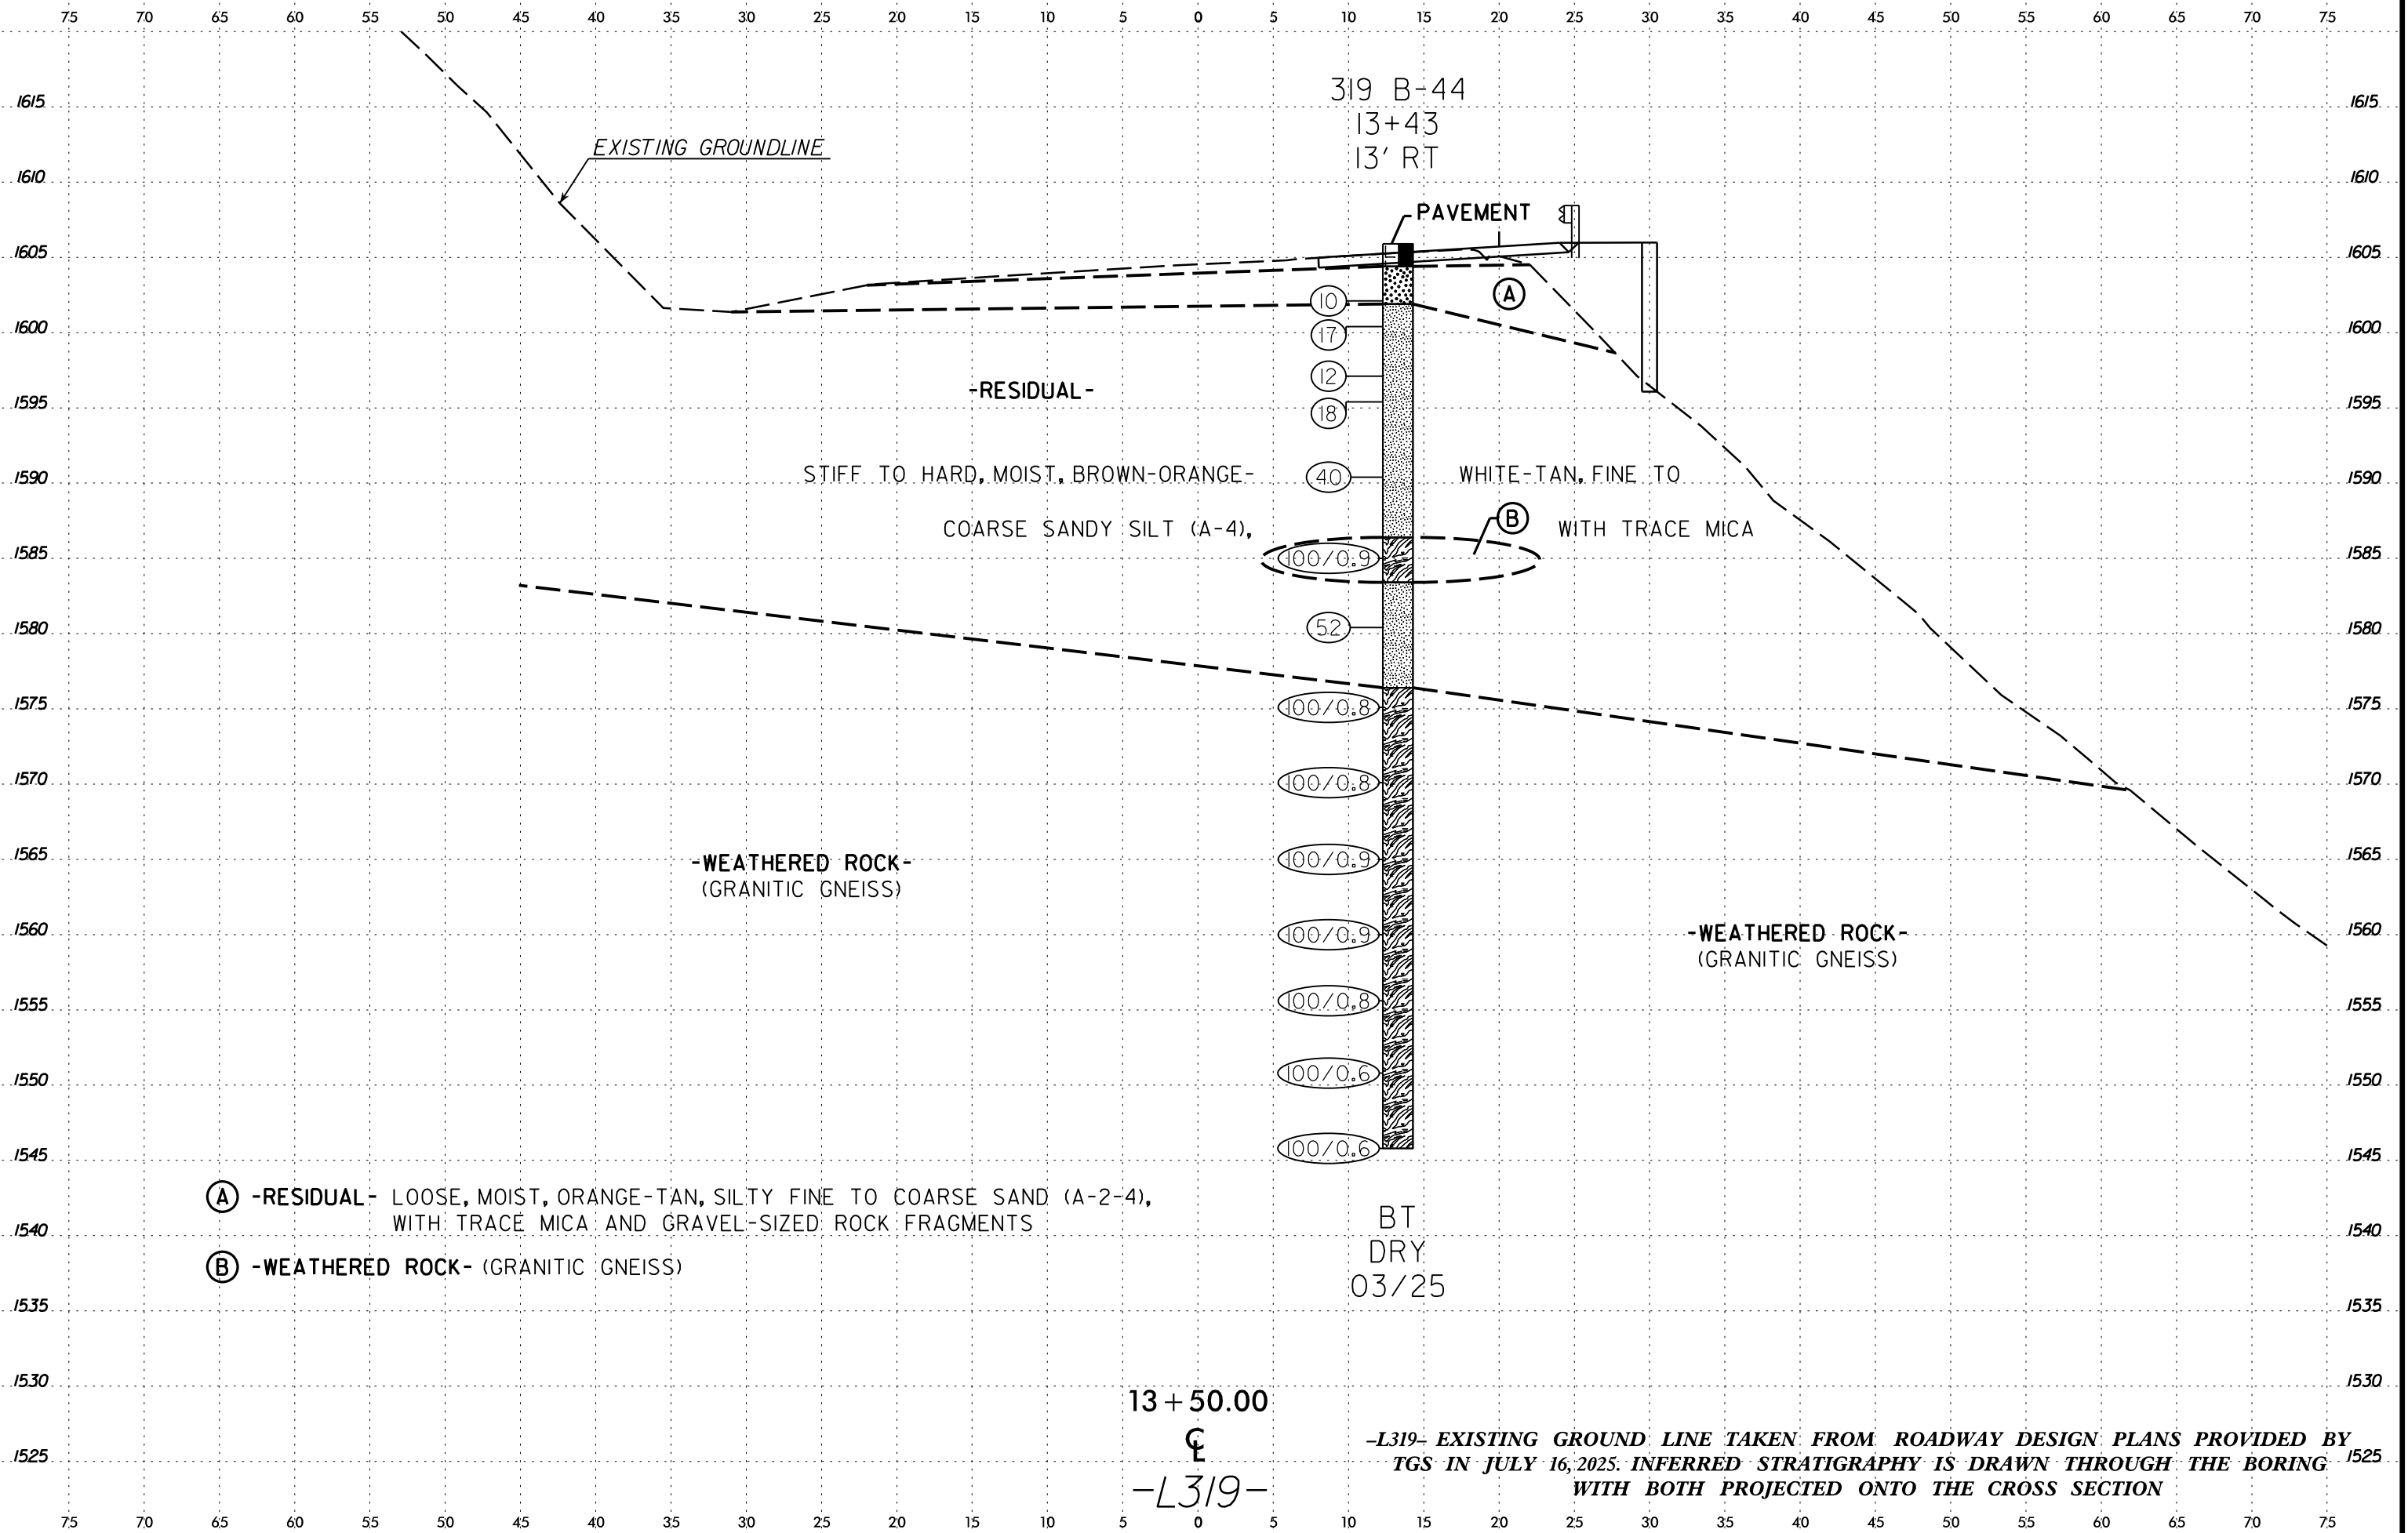 75 70 65 60 55 50 45 40 35 30 25 20 15 10 5 0 5 10 15 20 25 30 35 40 45 50 55 60 65 70 75
319 B-44
13+43
13' RT
1615 1615
EXISTING GROUNDLINE
1610 1610
PAVEMENT
1605 1605
A
10
17
1600 1600
12
-RESIDUAL-
18
1595 1595
STIFF TO HARD, MOIST, BROWN-ORANGE- 40 WHITE-TAN, FINE TO
1590 1590
B
COARSE SANDY SILT (A-4), WITH TRACE MICA
1585 100/0.9 1585
1580 52 1580
1575 100/0.8 1575
1570 100/0.8 1570
1565 100/0.9 1565
-WEATHERED ROCK-
(GRANITIC GNEISS)
1560 100/0.9 1560
-WEATHERED ROCK-
(GRANITIC GNEISS)
1555 100/0.8 1555
1550 100/0.6 1550
1545 100/0.6 1545
A -RESIDUAL- LOOSE, MOIST, ORANGE-TAN, SILTY FINE TO COARSE SAND (A-2-4),
WITH TRACE MICA AND GRAVEL-SIZED ROCK FRAGMENTS
BT
DRY
03/25
1540 1540
B -WEATHERED ROCK- (GRANITIC GNEISS)
1535 1535
1530 1530
13+50.00
℄
-L319-
1525 1525
-L319- EXISTING GROUND LINE TAKEN FROM ROADWAY DESIGN PLANS PROVIDED BY
TGS IN JULY 16, 2025. INFERRED STRATIGRAPHY IS DRAWN THROUGH THE BORING
WITH BOTH PROJECTED ONTO THE CROSS SECTION
75 70 65 60 55 50 45 40 35 30 25 20 15 10 5 0 5 10 15 20 25 30 35 40 45 50 55 60 65 70 75